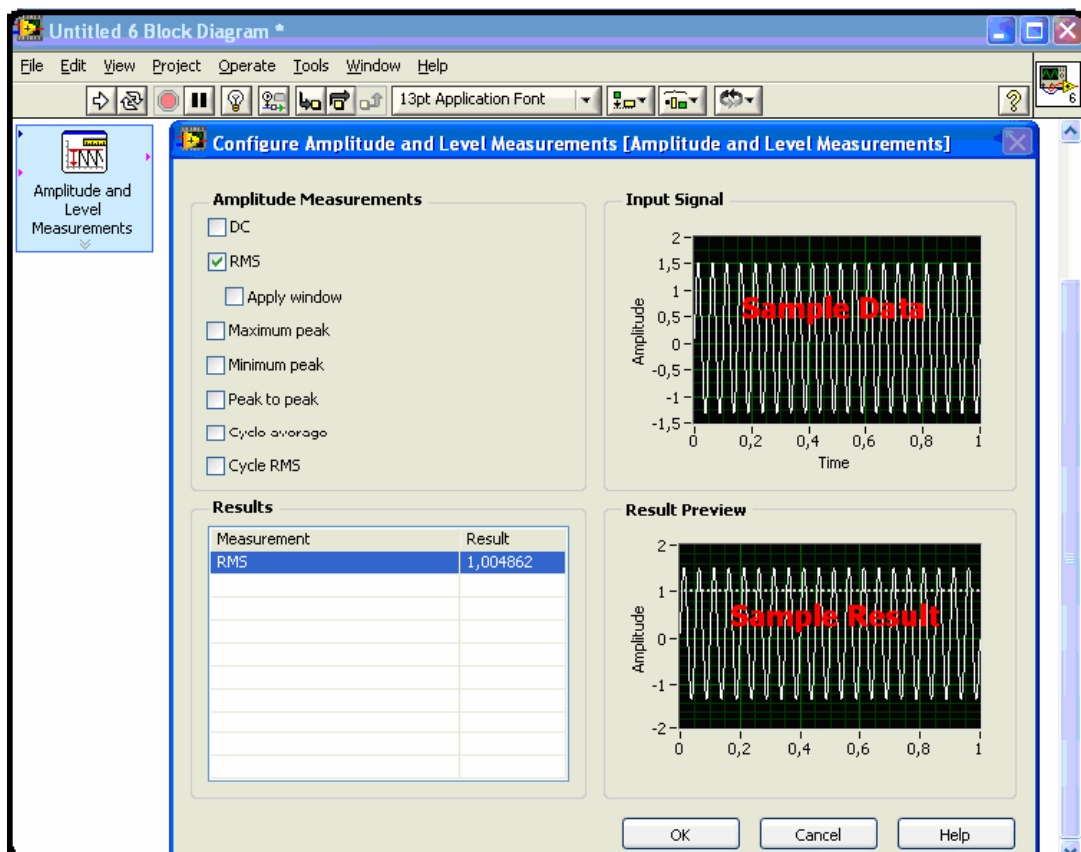 Untitled 6 Block Diagram *
File Edit View Project Operate Tools Window Help
13pt Application Font
?
6
Amplitude and
Level
Measurements
Configure Amplitude and Level Measurements [Amplitude and Level Measurements]
Amplitude Measurements
DC
RMS
Apply window
Maximum peak
Minimum peak
Peak to peak
Cycle average
Cycle RMS
Input Signal
2
1,5
1
0,5
0
-0,5
-1
-1,5
Amplitude
Sample Data
0 0,2 0,4 0,6 0,8 1
Time
Results
Measurement Result
RMS 1,004862
Result Preview
2
1
0
-1
-2
Amplitude
Sample Result
0 0,2 0,4 0,6 0,8 1
OK Cancel Help